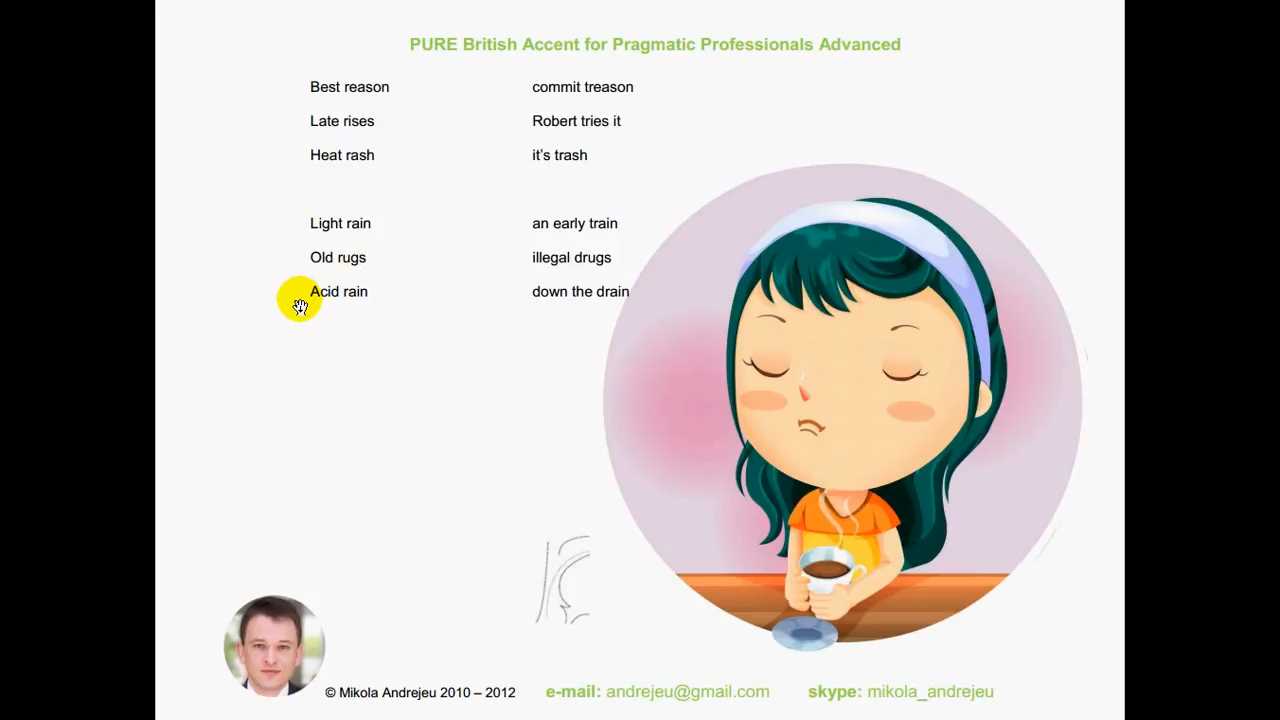 PURE British Accent for Pragmatic Professionals Advanced
Best reason commit treason
Late rises Robert tries it
Heat rash it’s trash
Light rain an early train
Old rugs illegal drugs
Acid rain down the drain
© Mikola Andrejeu 2010 – 2012 e-mail: andrejeu@gmail.com skype: mikola_andrejeu